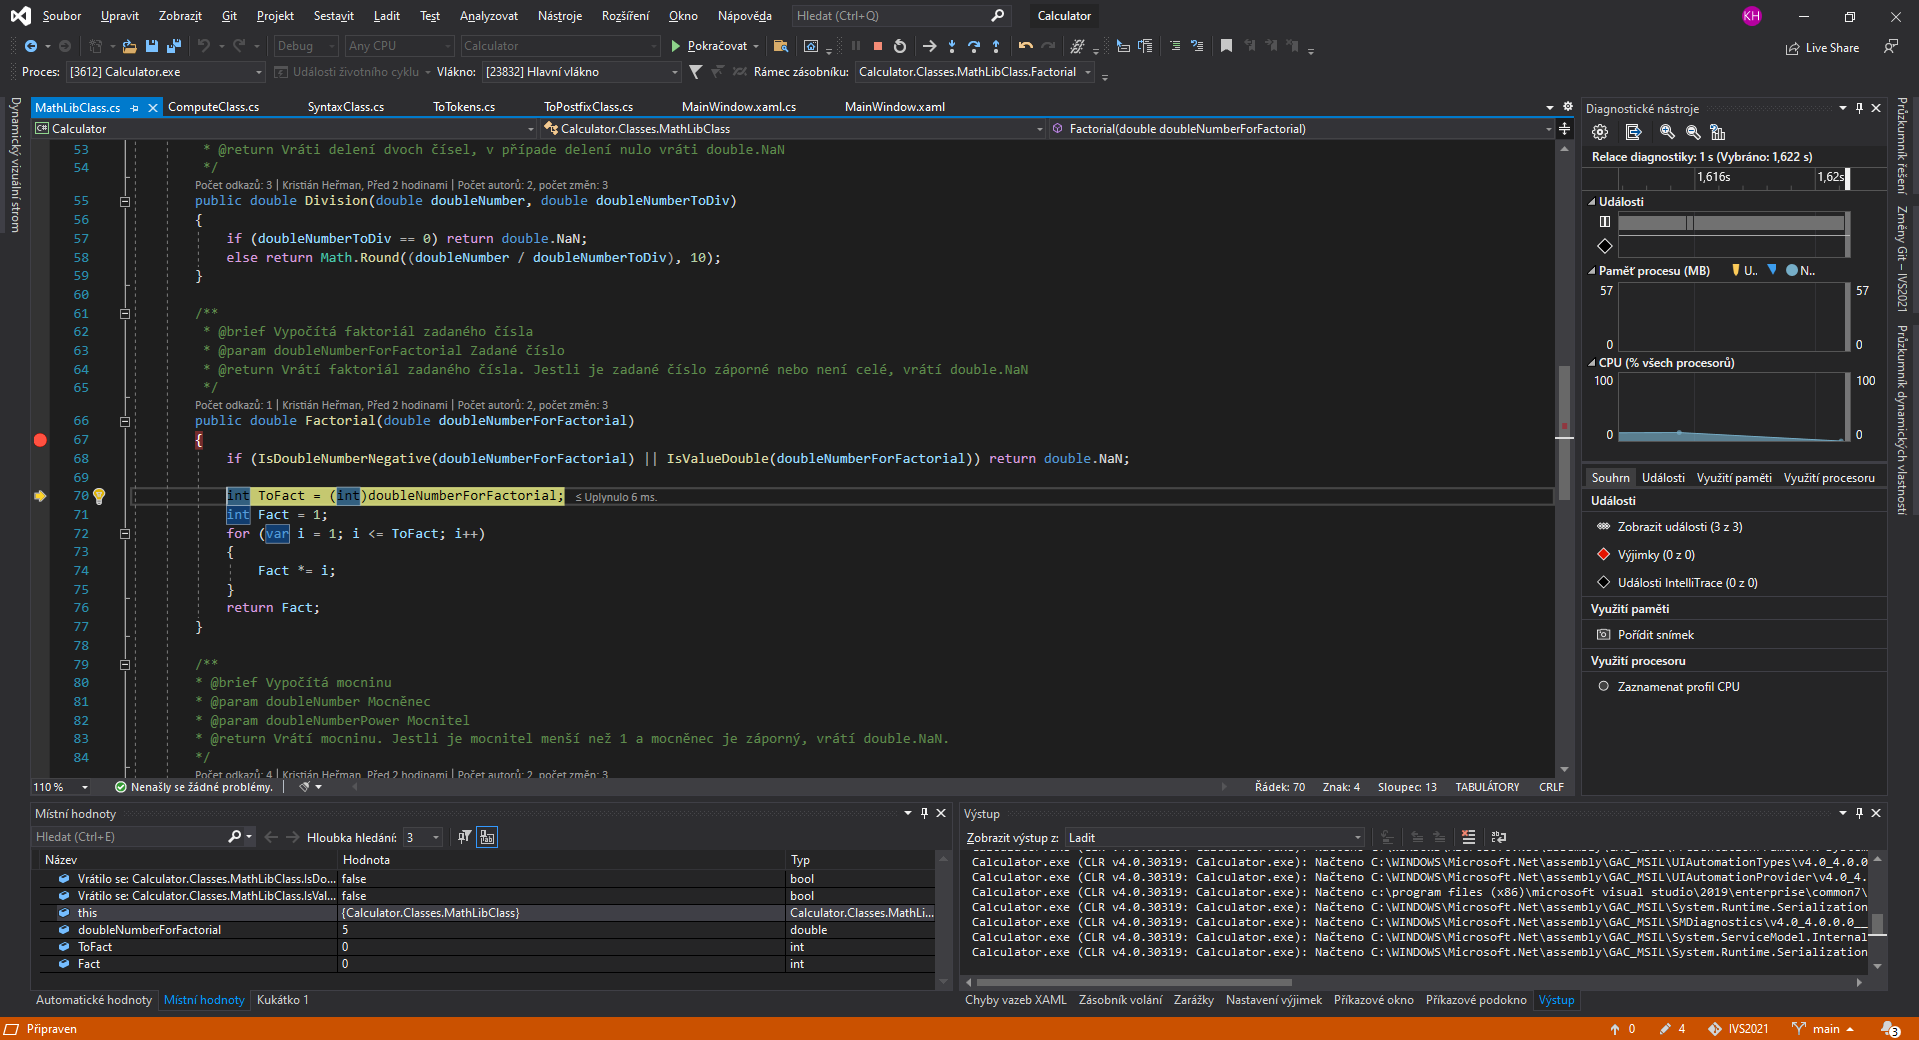 Soubor Upravit Zobrazit Git Projekt Sestavit Ladit Test Analyzovat Nástroje Rozšíření Okno Nápověda Hledat (Ctrl+Q) Calculator KH
Debug Any CPU Calculator Pokračovat Live Share
Proces: [3612] Calculator.exe Události životního cyklu Vlákno: [23832] Hlavní vlákno Rámec zásobníku: Calculator.Classes.MathLibClass.Factorial
MathLibClass.cs ComputeClass.cs SyntaxClass.cs ToTokens.cs ToPostfixClass.cs MainWindow.xaml.cs MainWindow.xaml
Calculator Calculator.Classes.MathLibClass Factorial(double doubleNumberForFactorial)
Dynamický vizuální strom
53 * @return Vráti delení dvoch čísel, v případe delení nulo vráti double.NaN
54 */
Počet odkazů: 3 | Kristián Heřman, Před 2 hodinami | Počet autorů: 2, počet změn: 3
55 public double Division(double doubleNumber, double doubleNumberToDiv)
56 {
57 if (doubleNumberToDiv == 0) return double.NaN;
58 else return Math.Round((doubleNumber / doubleNumberToDiv), 10);
59 }
60
61 /**
62 * @brief Vypočítá faktoriál zadaného čísla
63 * @param doubleNumberForFactorial Zadané číslo
64 * @return Vrátí faktoriál zadaného čísla. Jestli je zadané číslo záporné nebo není celé, vrátí double.NaN
65 */
Počet odkazů: 1 | Kristián Heřman, Před 2 hodinami | Počet autorů: 2, počet změn: 3
66 public double Factorial(double doubleNumberForFactorial)
67 {
68 if (IsDoubleNumberNegative(doubleNumberForFactorial) || IsValueDouble(doubleNumberForFactorial)) return double.NaN;
69
70 int ToFact = (int)doubleNumberForFactorial; ≤ Uplynulo 6 ms.
71 int Fact = 1;
72 for (var i = 1; i <= ToFact; i++)
73 {
74 Fact *= i;
75 }
76 return Fact;
77 }
78
79 /**
80 * @brief Vypočítá mocninu
81 * @param doubleNumber Mocněnec
82 * @param doubleNumberPower Mocnitel
83 * @return Vrátí mocninu. Jestli je mocnitel menší než 1 a mocněnec je záporný, vrátí double.NaN.
84 */
Počet odkazů: 4 | Kristián Heřman, Před 2 hodinami | Počet autorů: 2, počet změn: 3
110 % Nenašly se žádné problémy. Řádek: 70 Znak: 4 Sloupec: 13 TABULÁTORY CRLF
Diagnostické nástroje
Relace diagnostiky: 1 s (Vybráno: 1,622 s)
1,616s 1,62s
Události
Paměť procesu (MB) U.. N..
57 57
0 0
CPU (% všech procesorů)
100 100
0 0
Souhrn Události Využití paměti Využití procesoru
Události
Zobrazit události (3 z 3)
Výjimky (0 z 0)
Události IntelliTrace (0 z 0)
Využití paměti
Pořídit snímek
Využití procesoru
Zaznamenat profil CPU
Průzkumník řešení
Změny Git – IVS2021
Průzkumník dynamických vlastností
Místní hodnoty
Hledat (Ctrl+E) Hloubka hledání: 3
Název Hodnota Typ
Vrátilo se: Calculator.Classes.MathLibClass.IsDo... false bool
Vrátilo se: Calculator.Classes.MathLibClass.IsVal... false bool
this {Calculator.Classes.MathLibClass} Calculator.Classes.MathLi...
doubleNumberForFactorial 5 double
ToFact 0 int
Fact 0 int
Automatické hodnoty Místní hodnoty Kukátko 1
Výstup
Zobrazit výstup z: Ladit
Calculator.exe (CLR v4.0.30319: Calculator.exe): Načteno C:\WINDOWS\Microsoft.Net\assembly\GAC_MSIL\UIAutomationTypes\v4.0_4.0.0
Calculator.exe (CLR v4.0.30319: Calculator.exe): Načteno C:\WINDOWS\Microsoft.Net\assembly\GAC_MSIL\UIAutomationProvider\v4.0_4.
Calculator.exe (CLR v4.0.30319: Calculator.exe): Načteno c:\program files (x86)\microsoft visual studio\2019\enterprise\common7\
Calculator.exe (CLR v4.0.30319: Calculator.exe): Načteno C:\WINDOWS\Microsoft.Net\assembly\GAC_MSIL\System.Runtime.Serialization
Calculator.exe (CLR v4.0.30319: Calculator.exe): Načteno C:\WINDOWS\Microsoft.Net\assembly\GAC_MSIL\SMDiagnostics\v4.0_4.0.0.0__
Calculator.exe (CLR v4.0.30319: Calculator.exe): Načteno C:\WINDOWS\Microsoft.Net\assembly\GAC_MSIL\System.ServiceModel.Internal
Calculator.exe (CLR v4.0.30319: Calculator.exe): Načteno C:\WINDOWS\Microsoft.Net\assembly\GAC_MSIL\System.Runtime.Serialization
Chyby vazeb XAML Zásobník volání Zarážky Nastavení výjimek Příkazové okno Příkazové podokno Výstup
Připraven 0 4 IVS2021 main 3